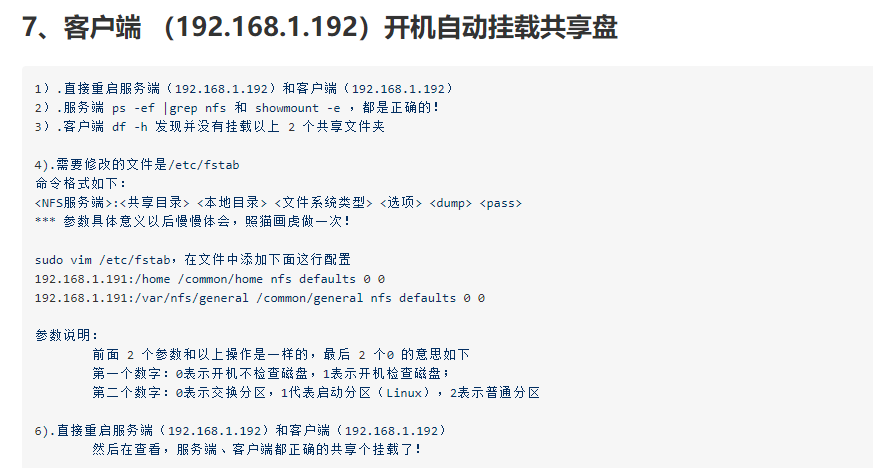 7、客户端 （192.168.1.192）开机自动挂载共享盘
1）.直接重启服务端（192.168.1.192）和客户端（192.168.1.192）
2）.服务端 ps -ef |grep nfs 和 showmount -e ，都是正确的！
3）.客户端 df -h 发现并没有挂载以上 2 个共享文件夹
4).需要修改的文件是/etc/fstab
命令格式如下：
<NFS服务端>:<共享目录> <本地目录> <文件系统类型> <选项> <dump> <pass>
*** 参数具体意义以后慢慢体会，照猫画虎做一次！
sudo vim /etc/fstab，在文件中添加下面这行配置
192.168.1.191:/home /common/home nfs defaults 0 0
192.168.1.191:/var/nfs/general /common/general nfs defaults 0 0
参数说明：
前面 2 个参数和以上操作是一样的，最后 2 个0 的意思如下
第一个数字：0表示开机不检查磁盘，1表示开机检查磁盘；
第二个数字：0表示交换分区，1代表启动分区（Linux），2表示普通分区
6).直接重启服务端（192.168.1.192）和客户端（192.168.1.192）
然后在查看，服务端、客户端都正确的共享个挂载了！